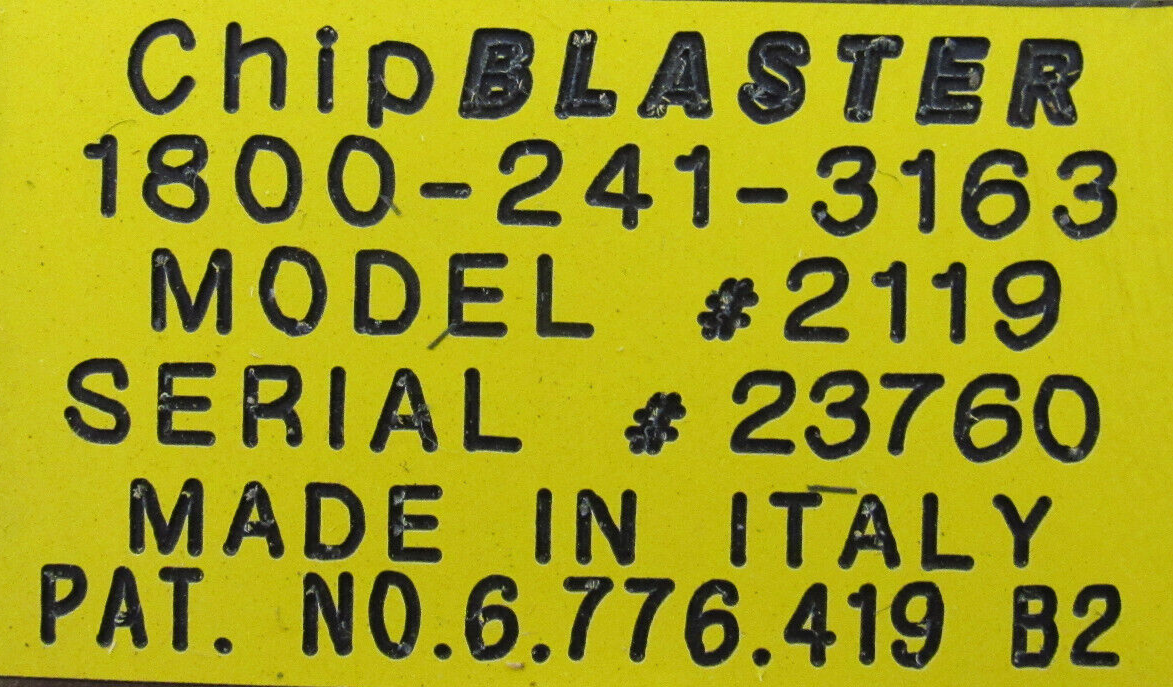 ChipBLASTER
1800-241-3163
MODEL #2119
SERIAL #23760
MADE IN ITALY
PAT. NO.6.776.419 B2